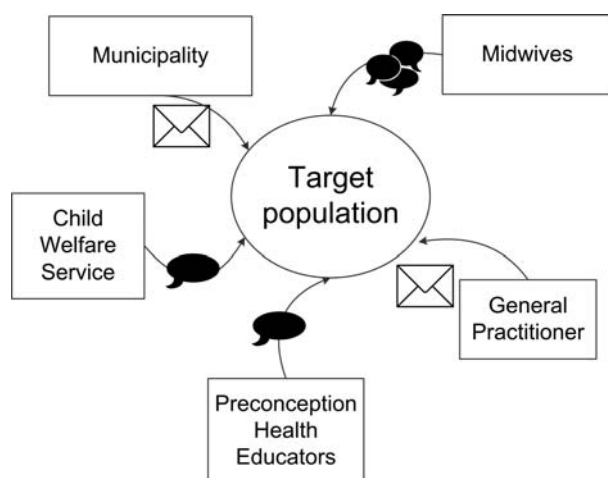 Municipality
Midwives
Target
population
Child
Welfare
Service
General
Practitioner
Preconception
Health
Educators